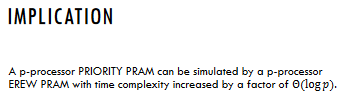 IMPLICATION
A p-processor PRIORITY PRAM can be simulated by a p-processor
EREW PRAM with time complexity increased by a factor of Θ(log p).